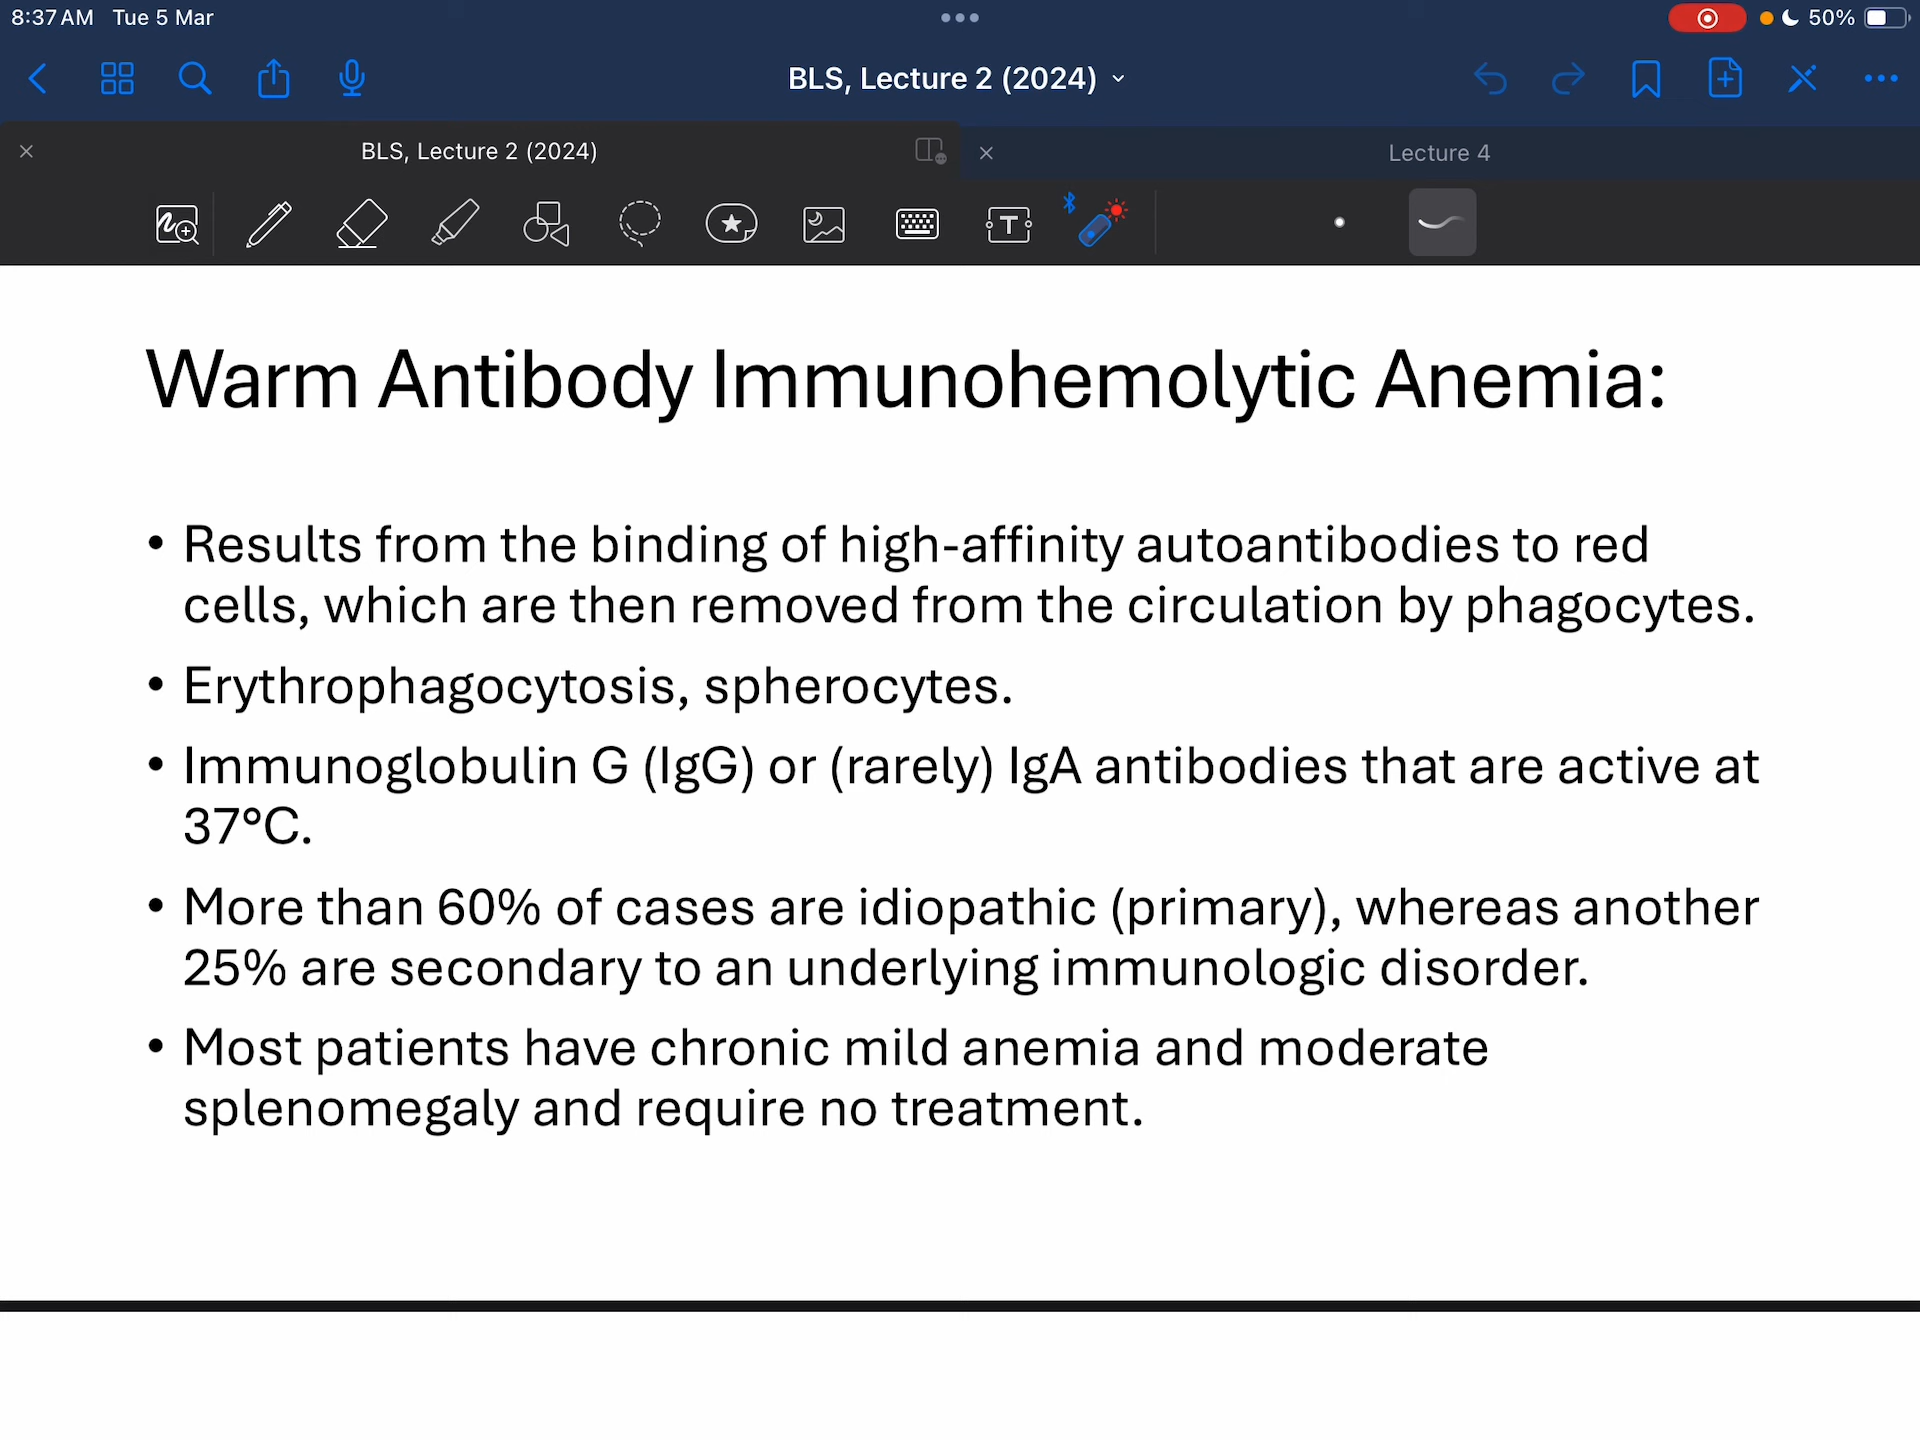 8:37 AM Tue 5 Mar
50%
BLS, Lecture 2 (2024)
BLS, Lecture 2 (2024)
Lecture 4
T
Warm Antibody Immunohemolytic Anemia:
• Results from the binding of high-affinity autoantibodies to red
cells, which are then removed from the circulation by phagocytes.
• Erythrophagocytosis, spherocytes.
• Immunoglobulin G (IgG) or (rarely) IgA antibodies that are active at
37°C.
• More than 60% of cases are idiopathic (primary), whereas another
25% are secondary to an underlying immunologic disorder.
• Most patients have chronic mild anemia and moderate
splenomegaly and require no treatment.